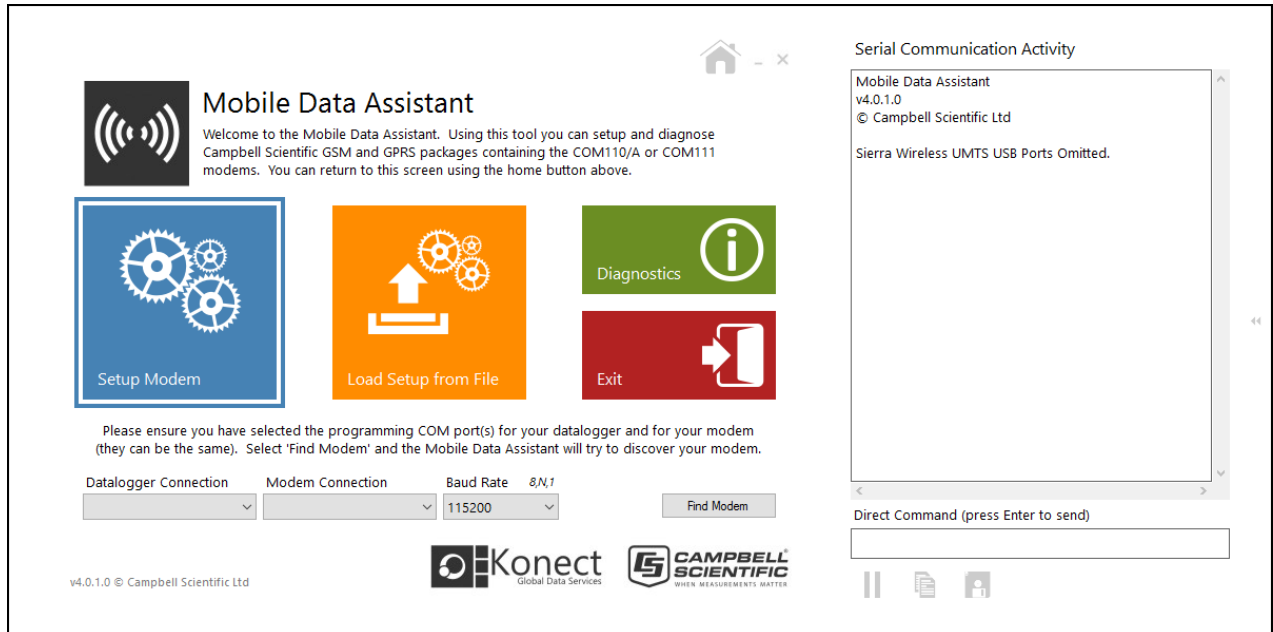 Mobile Data Assistant
Welcome to the Mobile Data Assistant. Using this tool you can setup and diagnose
Campbell Scientific GSM and GPRS packages containing the COM110/A or COM111
modems. You can return to this screen using the home button above.
Setup Modem
Load Setup from File
Diagnostics
Exit
Please ensure you have selected the programming COM port(s) for your datalogger and for your modem
(they can be the same). Select 'Find Modem' and the Mobile Data Assistant will try to discover your modem.
Datalogger Connection
Modem Connection
Baud Rate 8,N,1
115200
Find Modem
Konect
Global Data Services
CAMPBELL
SCIENTIFIC
WHEN MEASUREMENTS MATTER
v4.0.1.0 © Campbell Scientific Ltd
Serial Communication Activity
Mobile Data Assistant
v4.0.1.0
© Campbell Scientific Ltd
Sierra Wireless UMTS USB Ports Omitted.
Direct Command (press Enter to send)